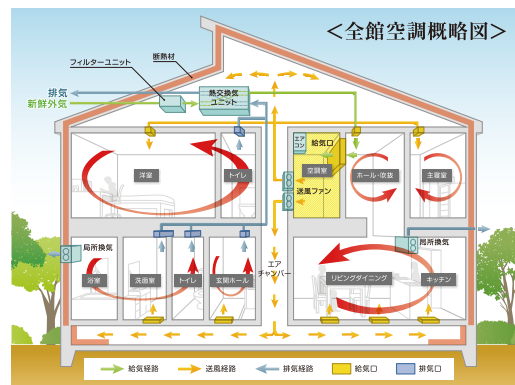 ＜全館空調概略図＞
断熱材
フィルターユニット
排気
新鮮外気
熱交換気
ユニット
エア
コン
給気口
空調室
送風ファン
洋室
トイレ
ホール・吹抜
主寝室
局所換気
局所換気
浴室
洗面室
トイレ
玄関ホール
エア
チャンバー
リビングダイニング
キッチン
給気経路
送風経路
排気経路
給気口
排気口